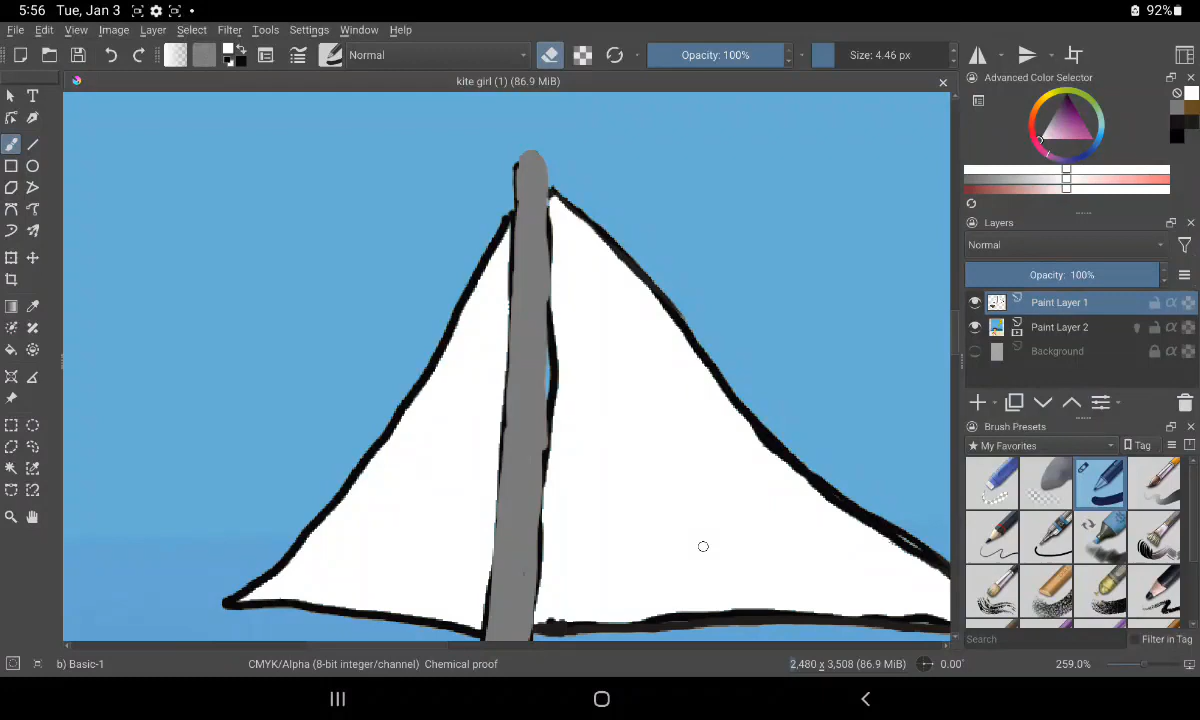 5:56 Tue, Jan 3 92%
File Edit View Image Layer Select Filter Tools Settings Window Help
Normal Opacity: 100% Size: 4.46 px
kite girl (1) (86.9 MiB)
Advanced Color Selector
Layers
Normal
Opacity: 100%
Paint Layer 1
Paint Layer 2
Background
Brush Presets
★ My Favorites Tag
Search Filter in Tag
b) Basic-1 CMYK/Alpha (8-bit integer/channel) Chemical proof 2,480 x 3,508 (86.9 MiB) 0.00° 259.0%